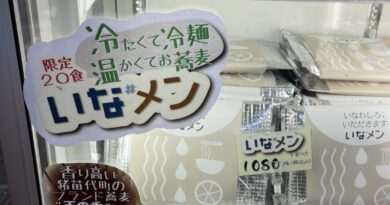 限定
20食
冷たくて冷麺
温かくてお蕎麦
いなメン
香り高い
猪苗代町の
ブランド蕎麦
いなわしろ、
いただきます
いなメン
いなメン
1080円